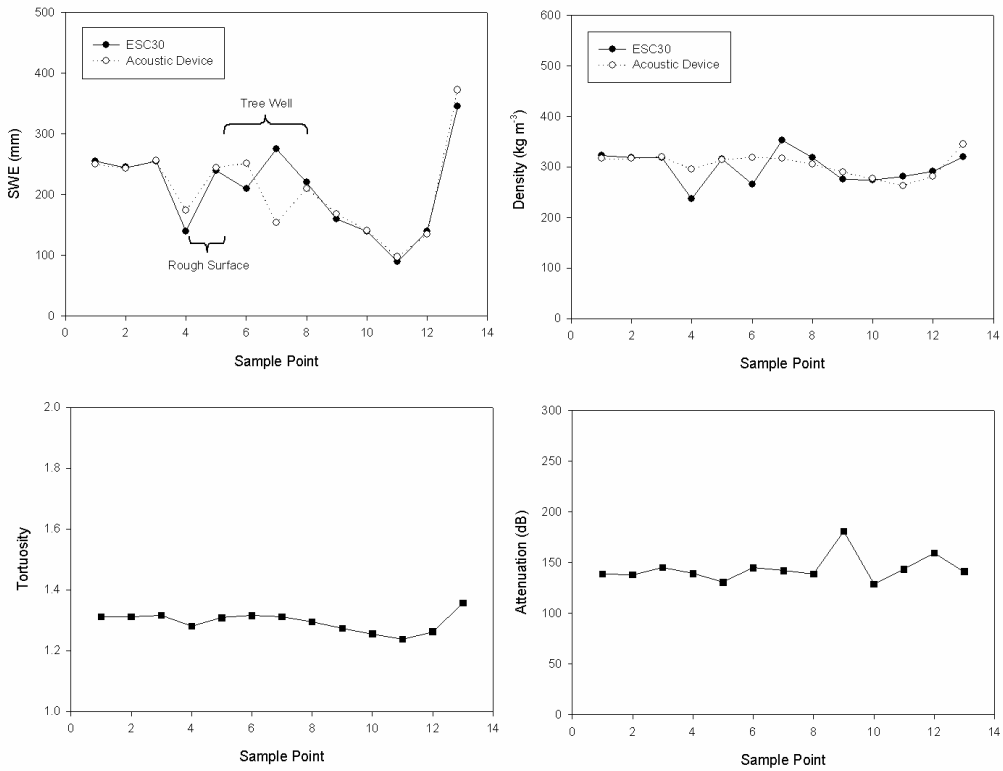 500
400
300
200
100
0
SWE (mm)
ESC30
Acoustic Device
Tree Well
Rough Surface
0 2 4 6 8 10 12 14
Sample Point
600
500
400
300
200
100
0
Density (kg m-3)
ESC30
Acoustic Device
0 2 4 6 8 10 12 14
Sample Point
2.0
1.8
1.6
1.4
1.2
1.0
Tortuosity
0 2 4 6 8 10 12 14
Sample Point
300
250
200
150
100
50
0
Attenuation (dB)
0 2 4 6 8 10 12 14
Sample Point